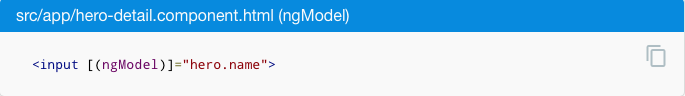 src/app/hero-detail.component.html (ngModel)
<input [(ngModel)]="hero.name">